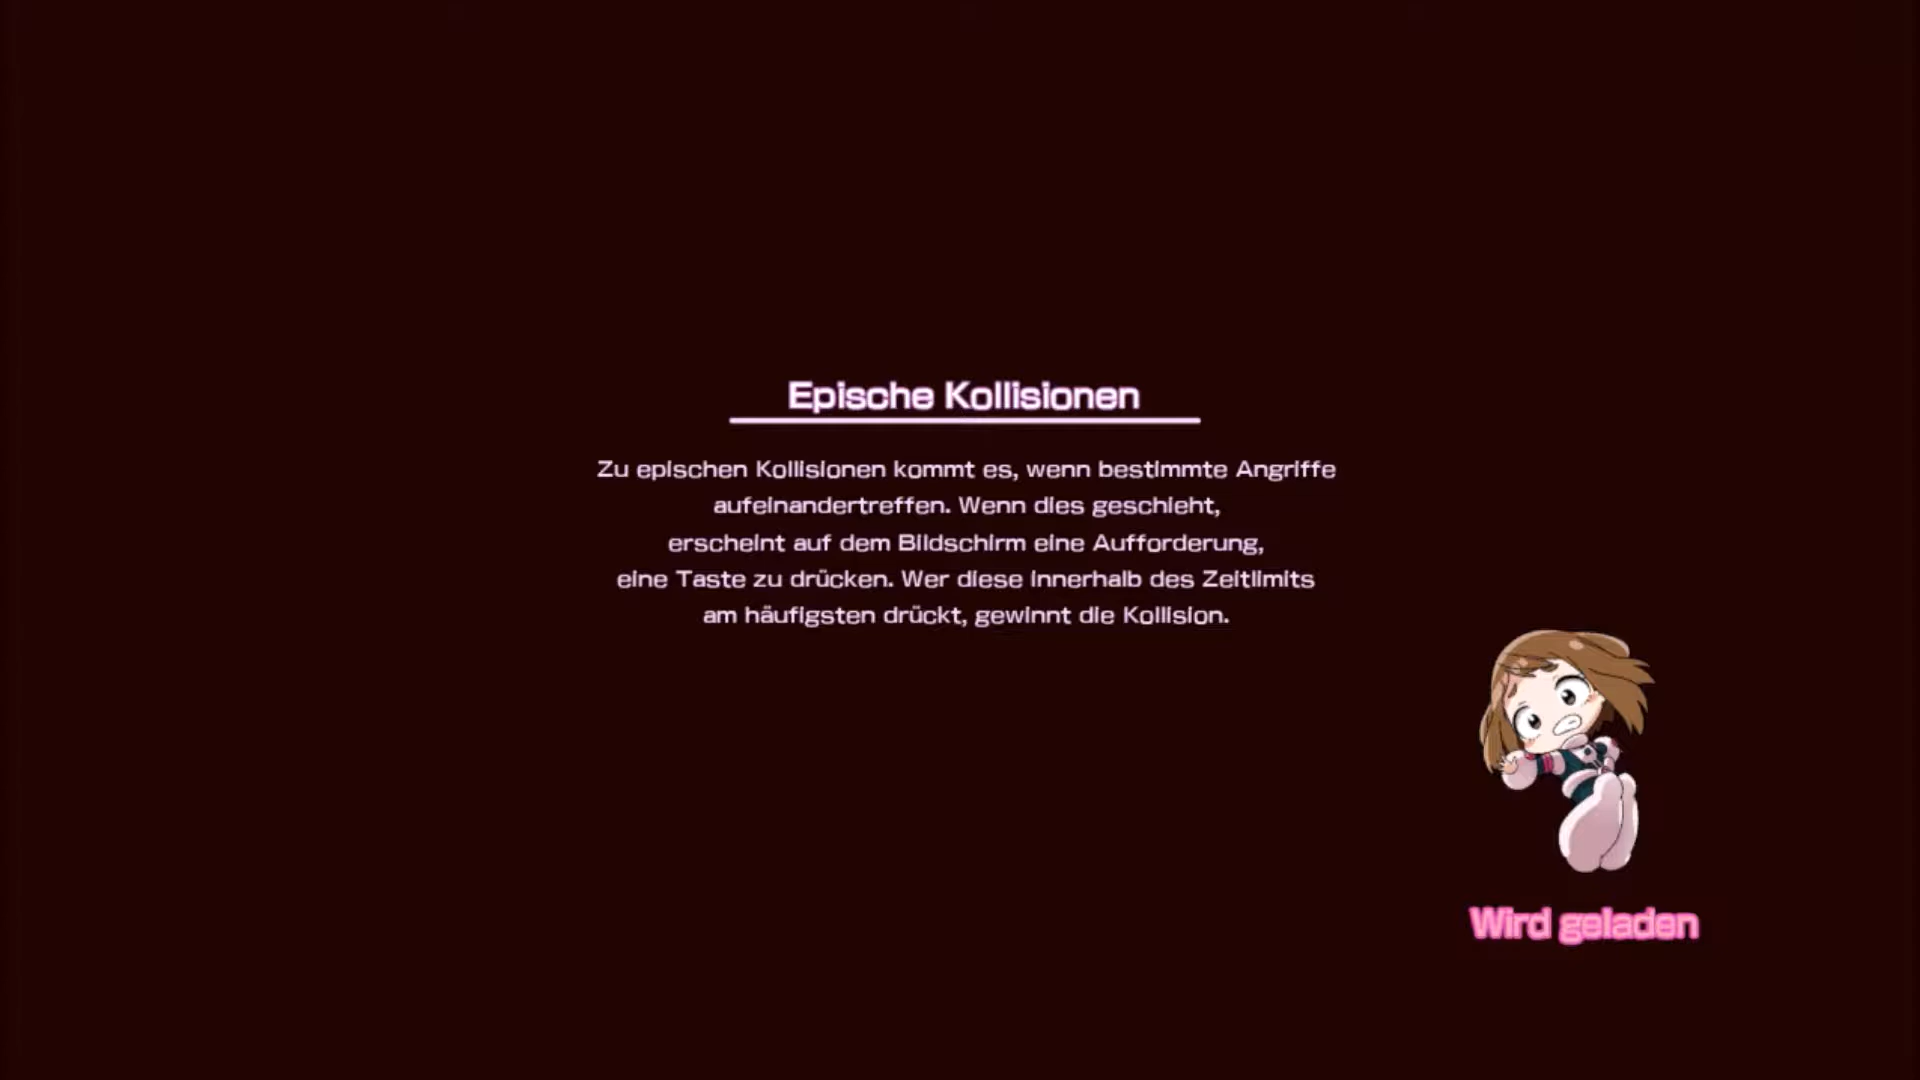 Epische Kollisionen
Zu epischen Kollisionen kommt es, wenn bestimmte Angriffe
aufeinandertreffen. Wenn dies geschieht,
erscheint auf dem Bildschirm eine Aufforderung,
eine Taste zu drücken. Wer diese innerhalb des Zeitlimits
am häufigsten drückt, gewinnt die Kollision.
Wird geladen